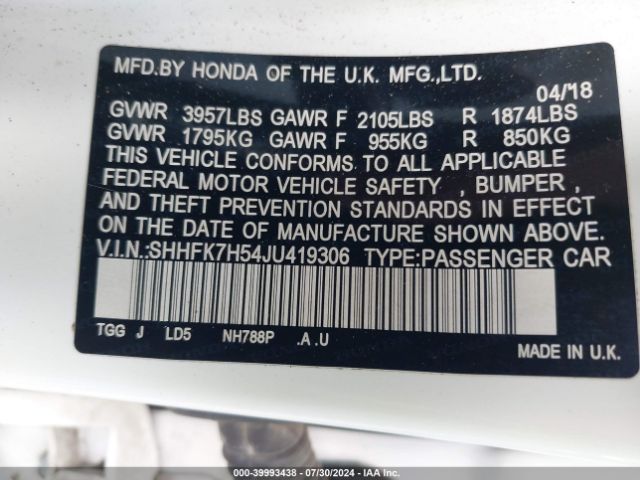 MFD.BY HONDA OF THE U.K. MFG.,LTD.
04/18
GVWR 3957LBS GAWR F 2105LBS R 1874LBS
GVWR 1795KG GAWR F 955KG R 850KG
THIS VEHICLE CONFORMS TO ALL APPLICABLE
FEDERAL MOTOR VEHICLE SAFETY , BUMPER ,
AND THEFT PREVENTION STANDARDS IN EFFECT
ON THE DATE OF MANUFACTURE SHOWN ABOVE.
V.I.N.:SHHFK7H54JU419306 TYPE:PASSENGER CAR
TGG J LD5 NH788P .A .U
MADE IN U.K.
000-39993438 - 07/30/2024 - IAA Inc.